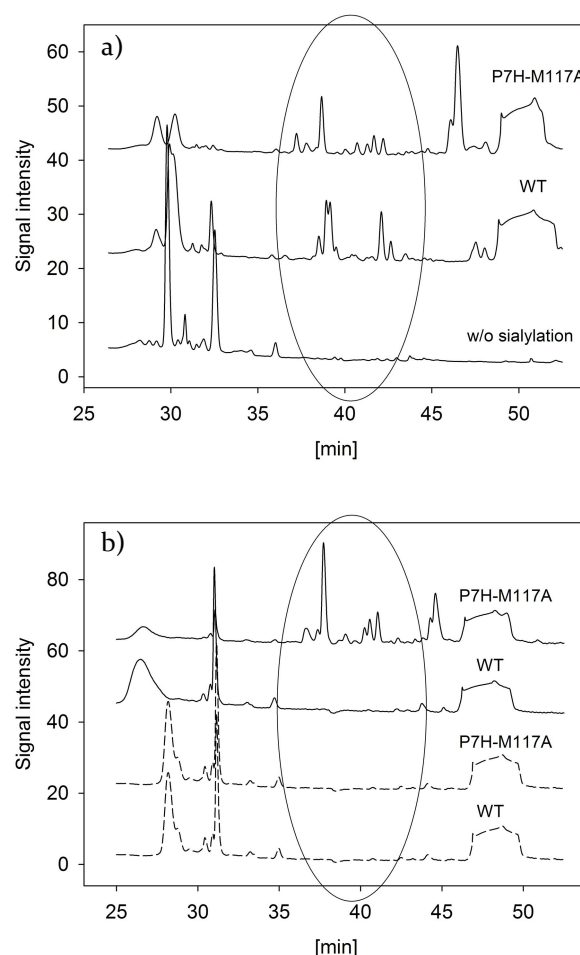 a)
60
50
40
30
20
10
0
Signal intensity
P7H-M117A
WT
w/o sialylation
25 30 35 40 45 50
[min]
b)
80
60
40
20
0
Signal intensity
P7H-M117A
WT
P7H-M117A
WT
25 30 35 40 45 50
[min]